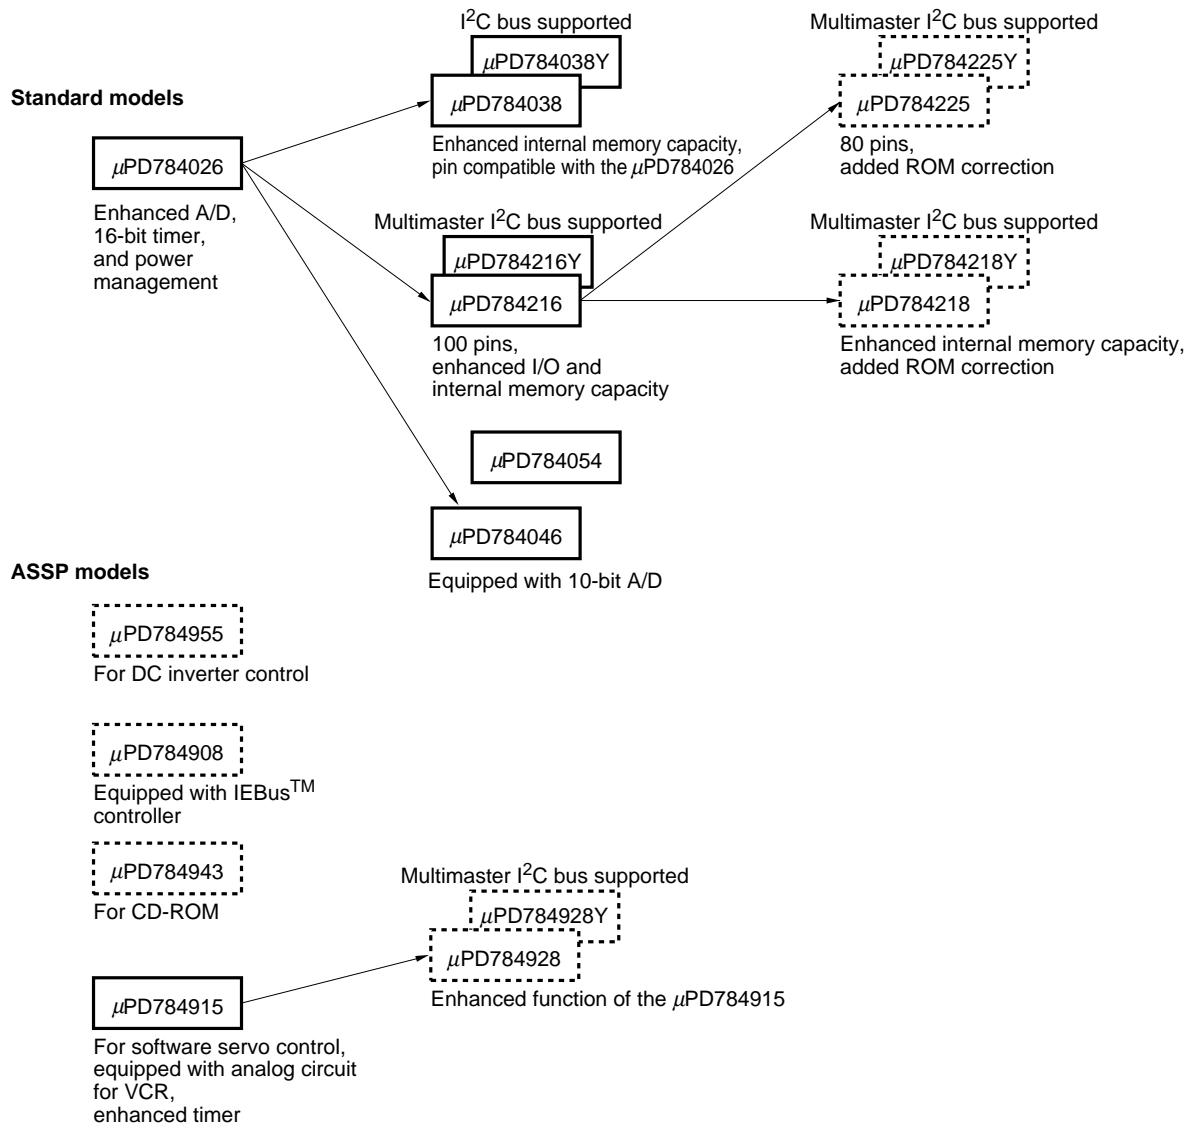 I²C bus supported
μPD784038Y
μPD784038
Enhanced internal memory capacity,
pin compatible with the μPD784026
Multimaster I²C bus supported
μPD784225Y
μPD784225
80 pins,
added ROM correction
Standard models
μPD784026
Enhanced A/D,
16-bit timer,
and power
management
Multimaster I²C bus supported
μPD784216Y
μPD784216
100 pins,
enhanced I/O and
internal memory capacity
Multimaster I²C bus supported
μPD784218Y
μPD784218
Enhanced internal memory capacity,
added ROM correction
μPD784054
μPD784046
Equipped with 10-bit A/D
ASSP models
μPD784955
For DC inverter control
μPD784908
Equipped with IEBus™
controller
μPD784943
For CD-ROM
Multimaster I²C bus supported
μPD784928Y
μPD784928
Enhanced function of the μPD784915
μPD784915
For software servo control,
equipped with analog circuit
for VCR,
enhanced timer